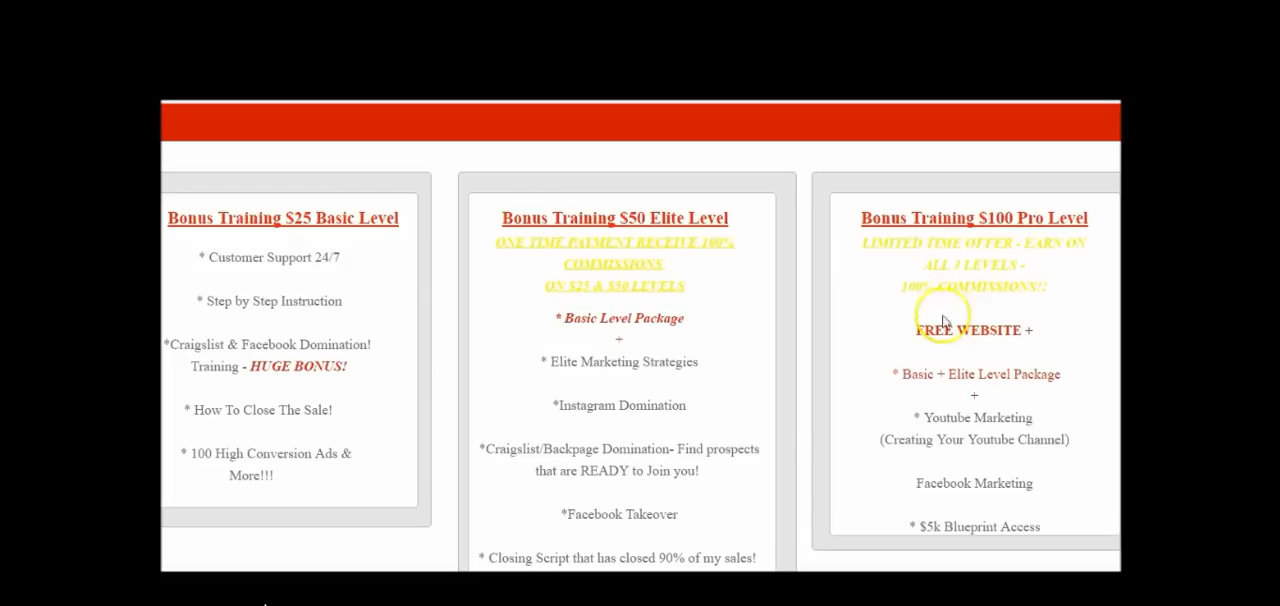 Bonus Training $25 Basic Level
* Customer Support 24/7
* Step by Step Instruction
*Craigslist & Facebook Domination!
Training - HUGE BONUS!
* How To Close The Sale!
* 100 High Conversion Ads &
More!!!
Bonus Training $50 Elite Level
ONE TIME PAYMENT RECEIVE 100%
COMMISSIONS
ON $25 & $50 LEVELS
* Basic Level Package
+
* Elite Marketing Strategies
*Instagram Domination
*Craigslist/Backpage Domination- Find prospects
that are READY to Join you!
*Facebook Takeover
* Closing Script that has closed 90% of my sales!
Bonus Training $100 Pro Level
LIMITED TIME OFFER - EARN ON
ALL 3 LEVELS -
100% COMMISSIONS!!
FREE WEBSITE +
* Basic + Elite Level Package
+
* Youtube Marketing
(Creating Your Youtube Channel)
Facebook Marketing
* $5k Blueprint Access